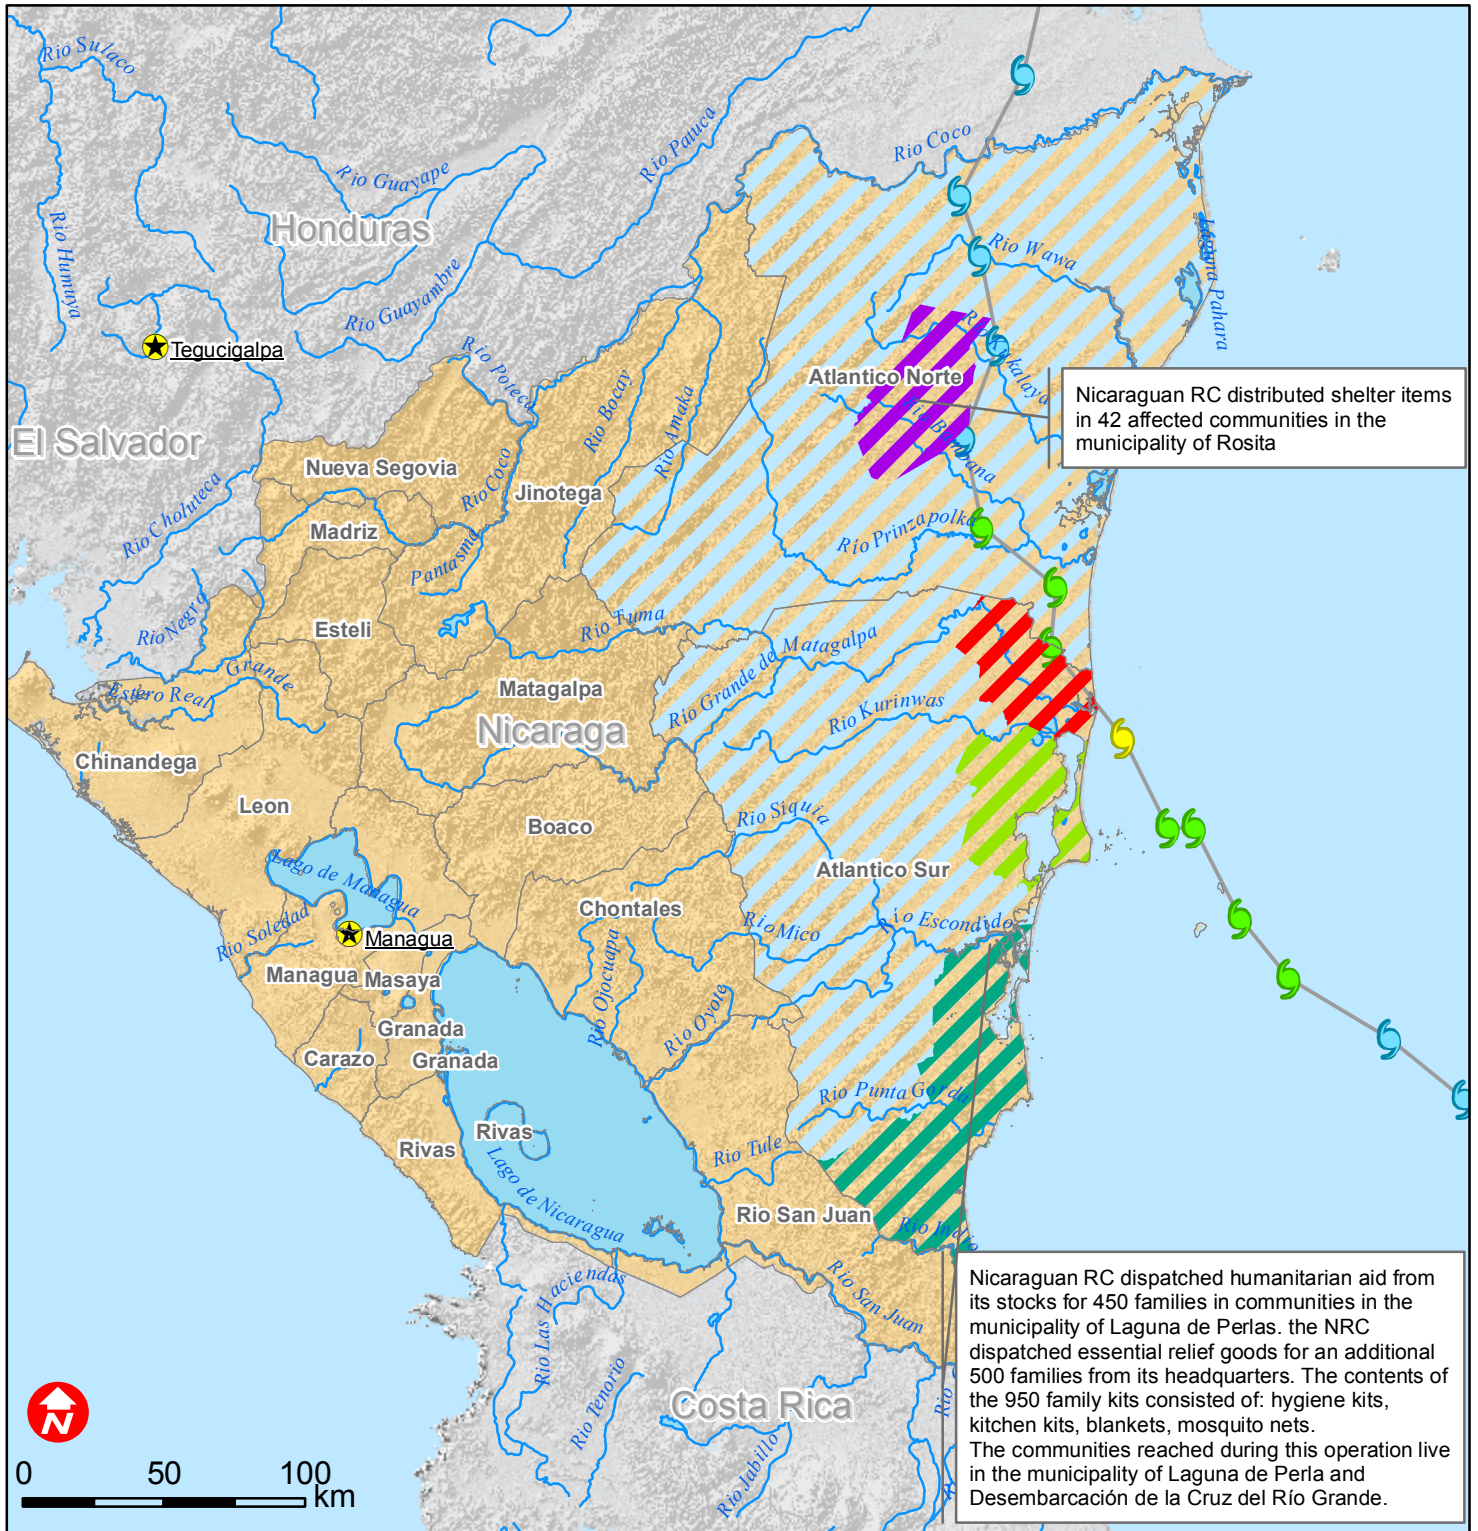 Rio Sulaco
Rio Coco
Rio Patuca
Rio Guayape
Honduras
Rio Humuya
Rio Wawa
Laguna Pahara
Rio Guayambre
Tegucigalpa
Rio Poteca
Rio Kukalaya
Atlantico Norte
Nicaraguan RC distributed shelter items
in 42 affected communities in the
municipality of Rosita
Rio Bocay
Rio Amaka
Rio Bambana
El Salvador
Nueva Segovia
Rio Coco
Jinotega
Rio Choluteca
Madriz
Río Prinzapolka
Pantasma
Rio Negro
Esteli
Rio Tuma
Río Grande de Matagalpa
Grande
Estero Real
Matagalpa
Nicaraga
Rio Kurinwas
Chinandega
Leon
Boaco
Rio Siquia
Lago de Managua
Atlantico Sur
Chontales
Rio Soledad
Managua
Río Mico
Río Escondido
Managua
Masaya
Rio Ojocuapa
Rio Oyote
Granada
Carazo
Granada
Rio Punta Gorda
Rivas
Rivas
Rio Tule
Lago de Nicaragua
Rio San Juan
Rio Indio
Rio San Juan
Rio Las Haciendas
Rio Tenorio
Costa Rica
Rio Jabillo
Nicaraguan RC dispatched humanitarian aid from
its stocks for 450 families in communities in the
municipality of Laguna de Perlas. the NRC
dispatched essential relief goods for an additional
500 families from its headquarters. The contents of
the 950 family kits consisted of: hygiene kits,
kitchen kits, blankets, mosquito nets.
The communities reached during this operation live
in the municipality of Laguna de Perla and
Desembarcación de la Cruz del Río Grande.
N
0 50 100
km